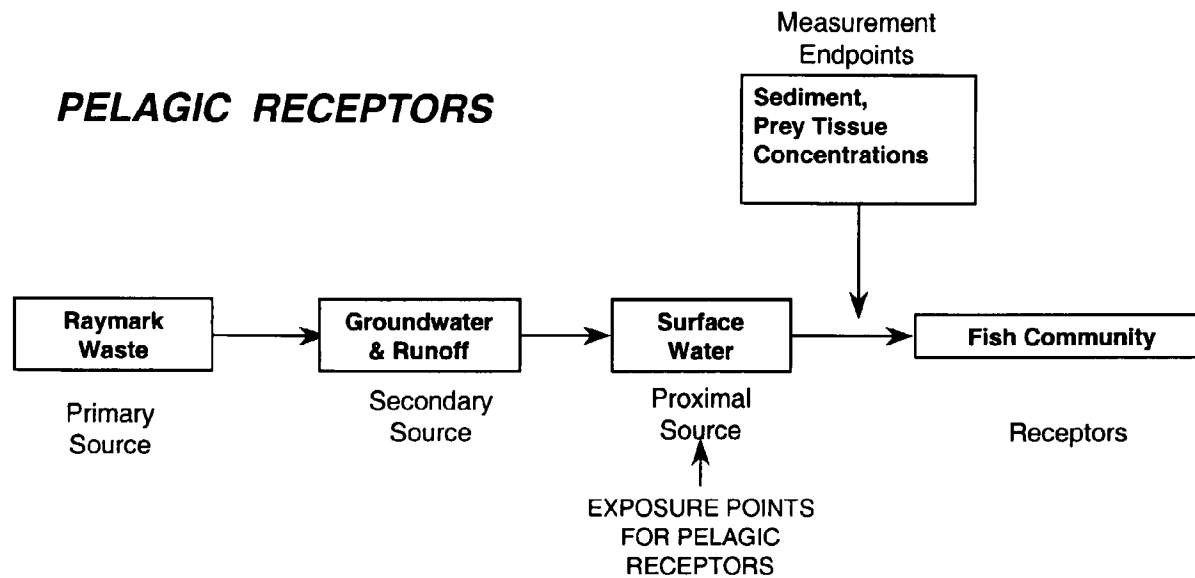 Measurement
Endpoints
PELAGIC RECEPTORS
Sediment,
Prey Tissue
Concentrations
Raymark
Waste
Groundwater
& Runoff
Surface
Water
Fish Community
Primary
Source
Secondary
Source
Proximal
Source
Receptors
EXPOSURE POINTS
FOR PELAGIC
RECEPTORS